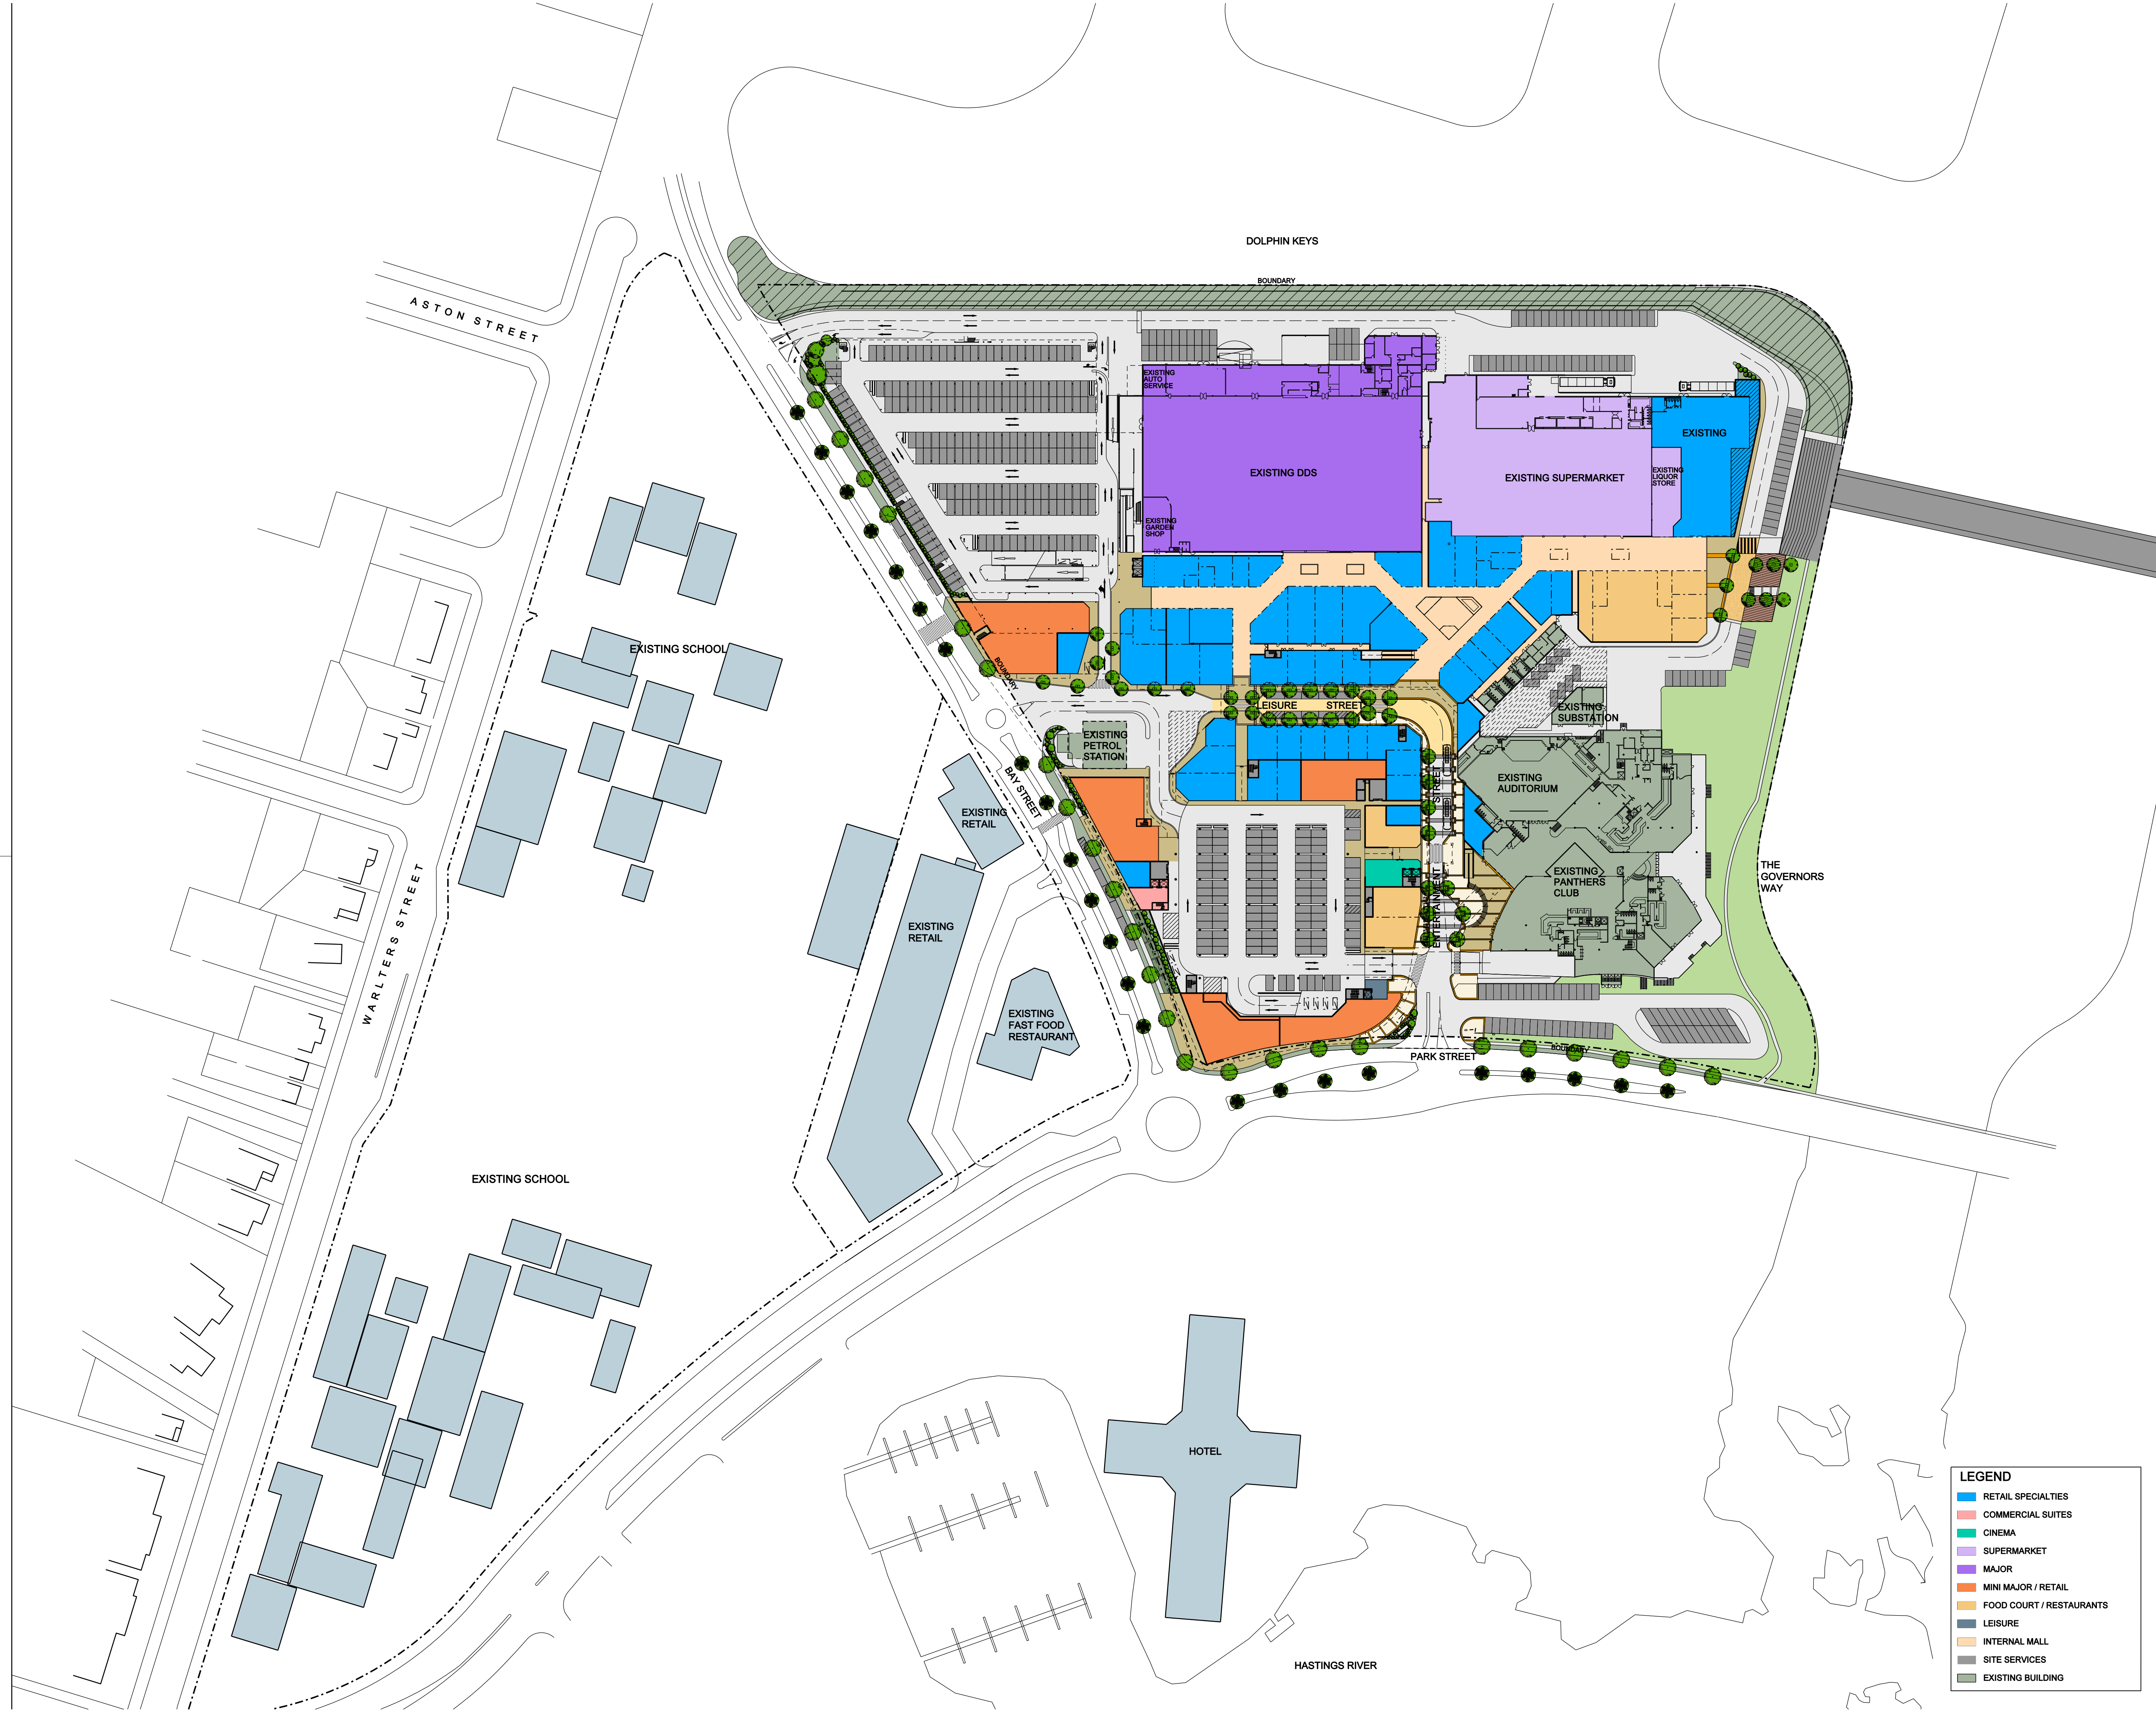 DOLPHIN KEYS
BOUNDARY
ASTON STREET
EXISTING
AUTO
SERVICE
EXISTING
EXISTING DDS
EXISTING SUPERMARKET
EXISTING
LIQUOR
STORE
EXISTING
GARDEN
SHOP
EXISTING SCHOOL
BOUNDARY
LEISURE STREET
EXISTING
SUBSTATION
EXISTING
PETROL
STATION
BAY STREET
EXISTING
AUDITORIUM
ENTERTAINMENT STREET
EXISTING
RETAIL
THE
GOVERNORS
WAY
EXISTING
PANTHERS
CLUB
WARLTERS STREET
EXISTING
RETAIL
EXISTING
FAST FOOD
RESTAURANT
PARK STREET
BOUNDARY
EXISTING SCHOOL
HOTEL
HASTINGS RIVER
LEGEND
RETAIL SPECIALTIES
COMMERCIAL SUITES
CINEMA
SUPERMARKET
MAJOR
MINI MAJOR / RETAIL
FOOD COURT / RESTAURANTS
LEISURE
INTERNAL MALL
SITE SERVICES
EXISTING BUILDING